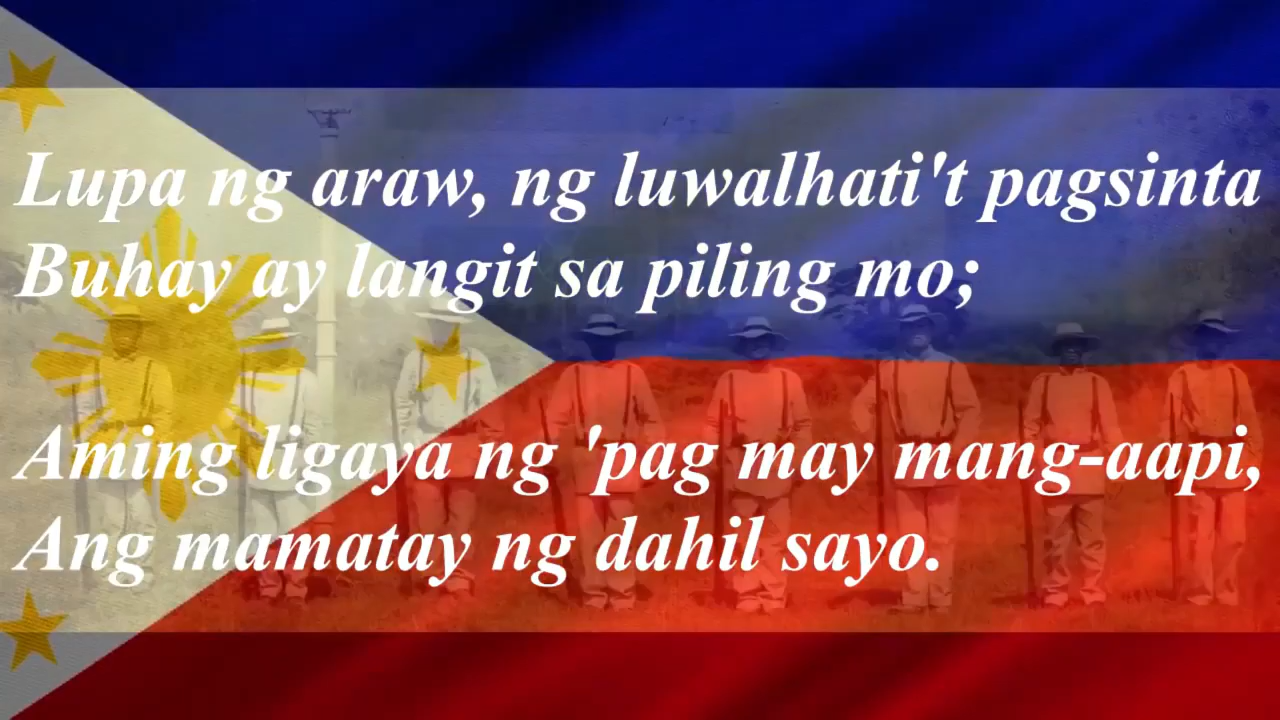 Lupa ng araw, ng luwalhati't pagsinta
Buhay ay langit sa piling mo;
Aming ligaya ng 'pag may mang-aapi,
Ang mamatay ng dahil sayo.